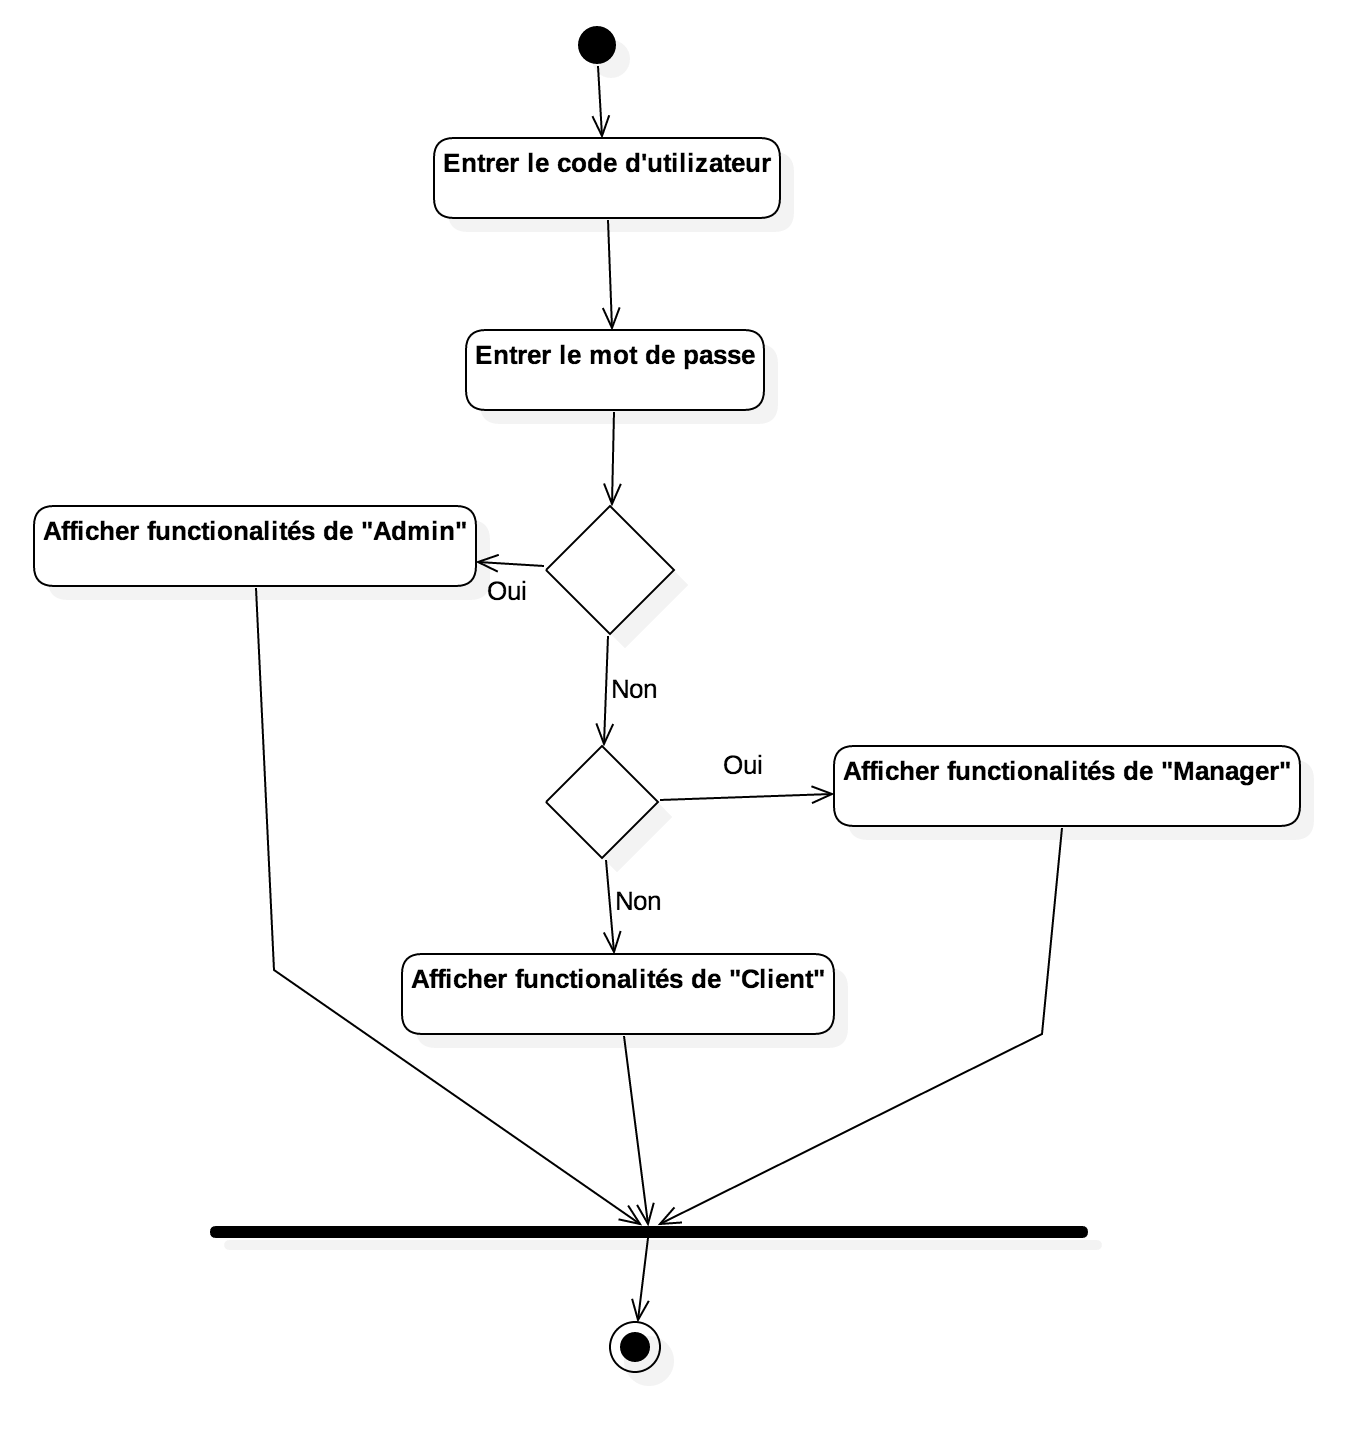 Entrer le code d'utilizateur
Entrer le mot de passe
Afficher functionalités de "Admin"
Oui
Non
Oui
Afficher functionalités de "Manager"
Non
Afficher functionalités de "Client"